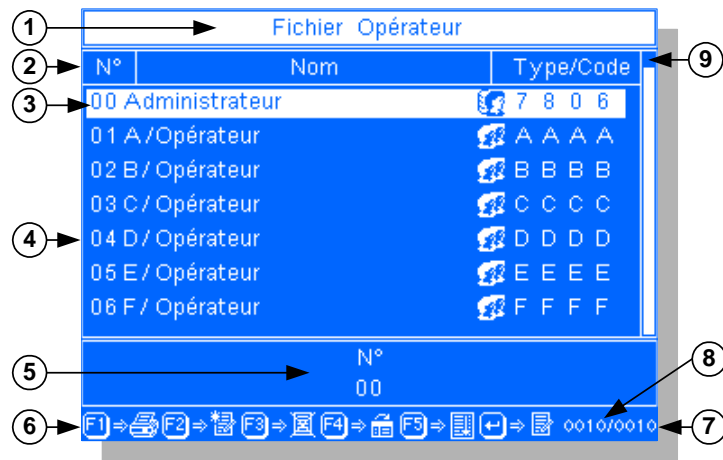 1 Fichier Opérateur
2 N° Nom Type/Code 9
3 00 Administrateur 7 8 0 6
01 A/Opérateur A A A A
02 B/Opérateur B B B B
03 C/Opérateur C C C C
4 04 D/Opérateur D D D D
05 E/Opérateur E E E E
06 F/Opérateur F F F F
N° 8
5 00
6 F1 ⇒ F2 ⇒ F3 ⇒ F4 ⇒ F5 ⇒ ↵ ⇒ 0010/0010 7